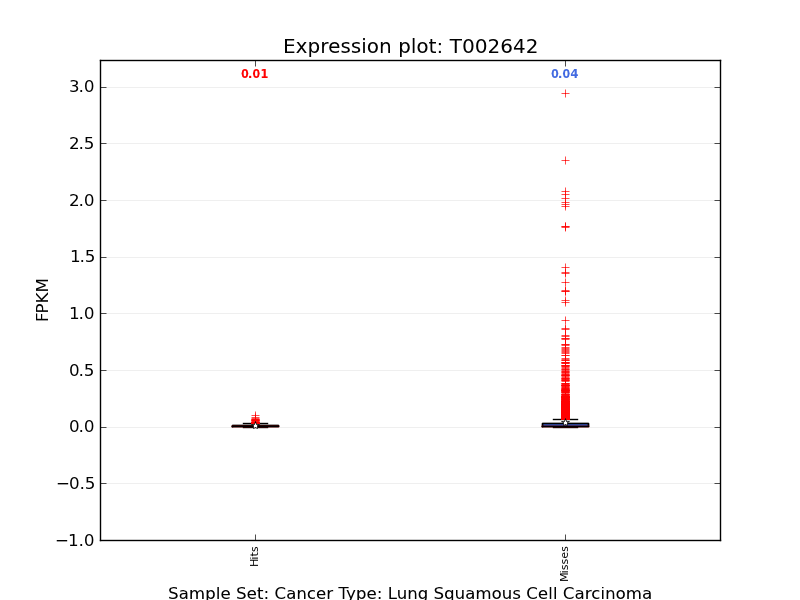 Expression plot: T002642
0.01
0.04
3.0
2.5
2.0
1.5
1.0
0.5
0.0
−0.5
−1.0
FPKM
Hits
Misses
Sample Set: Cancer Type: Lung Squamous Cell Carcinoma